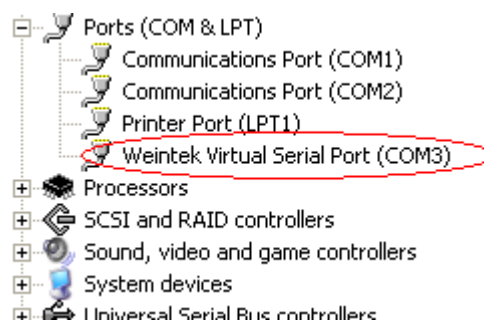 Ports (COM & LPT)
Communications Port (COM1)
Communications Port (COM2)
Printer Port (LPT1)
Weintek Virtual Serial Port (COM3)
Processors
SCSI and RAID controllers
Sound, video and game controllers
System devices
Universal Serial Bus controllers